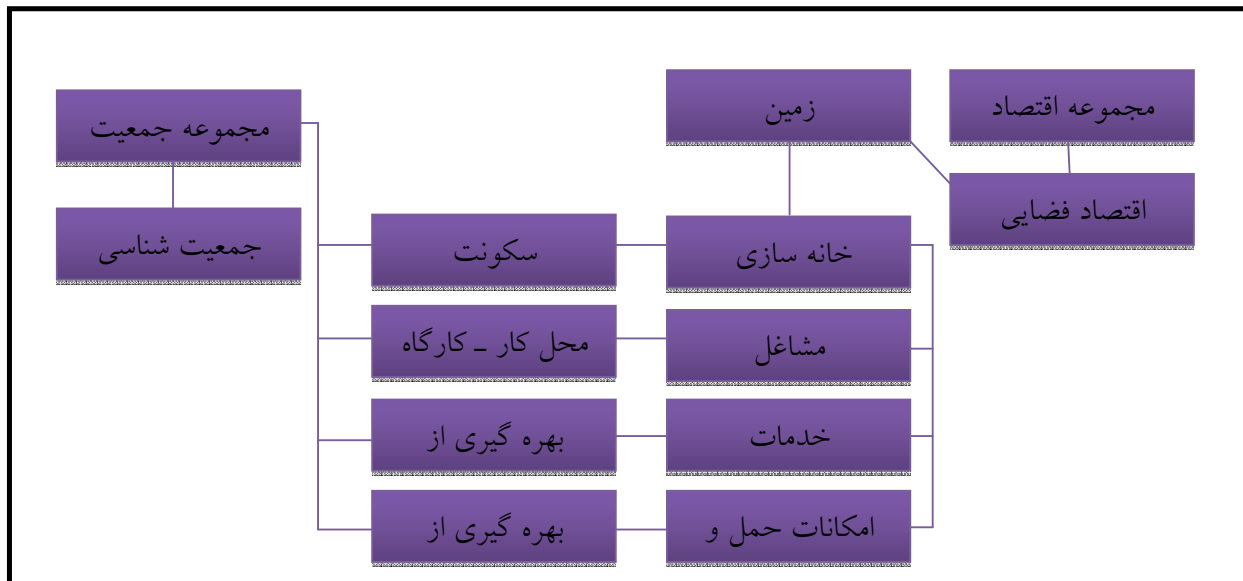 مجموعه اقتصاد
زمین
مجموعه جمعیت
اقتصاد فضایی
خانه سازی
سکونت
جمعیت شناسی
مشاغل
محل کار – کارگاه
خدمات
بهره گیری از
امکانات حمل و
بهره گیری از